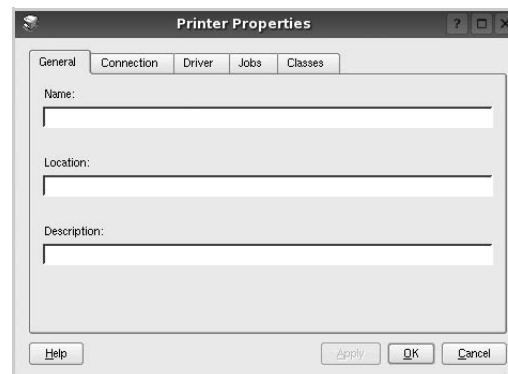 Printer Properties
General Connection Driver Jobs Classes
Name:
Location:
Description:
Help Apply OK Cancel